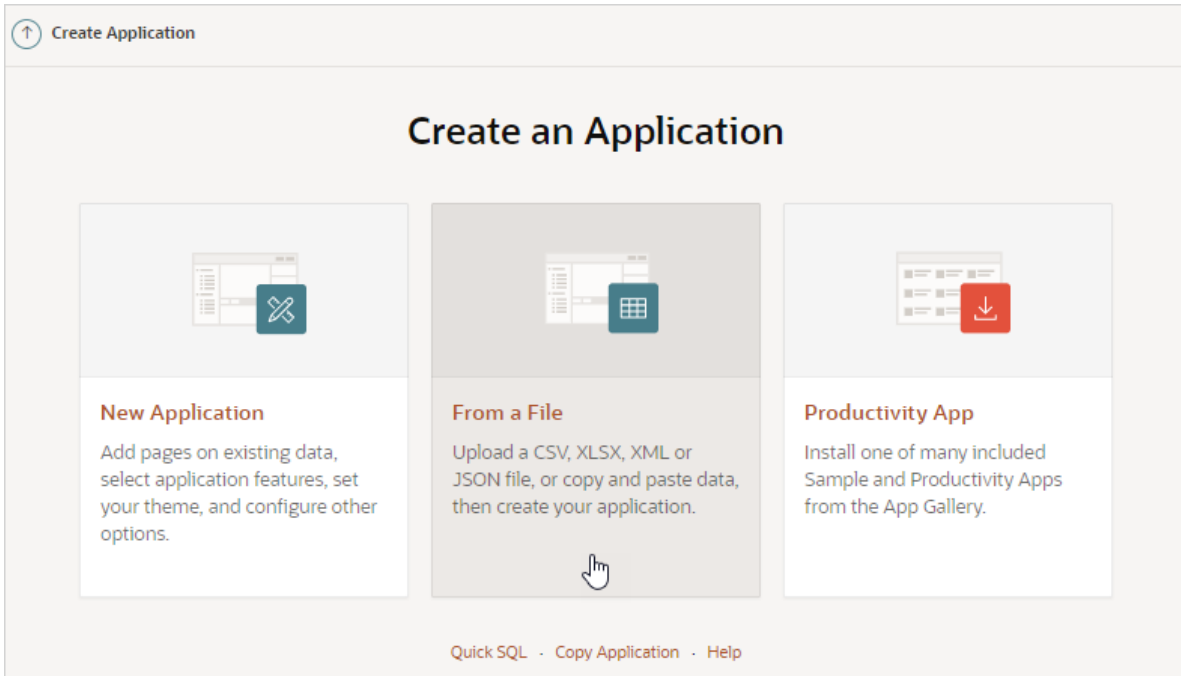 Create Application
Create an Application
New Application
Add pages on existing data,
select application features, set
your theme, and configure other
options.
From a File
Upload a CSV, XLSX, XML or
JSON file, or copy and paste data,
then create your application.
Productivity App
Install one of many included
Sample and Productivity Apps
from the App Gallery.
Quick SQL · Copy Application · Help